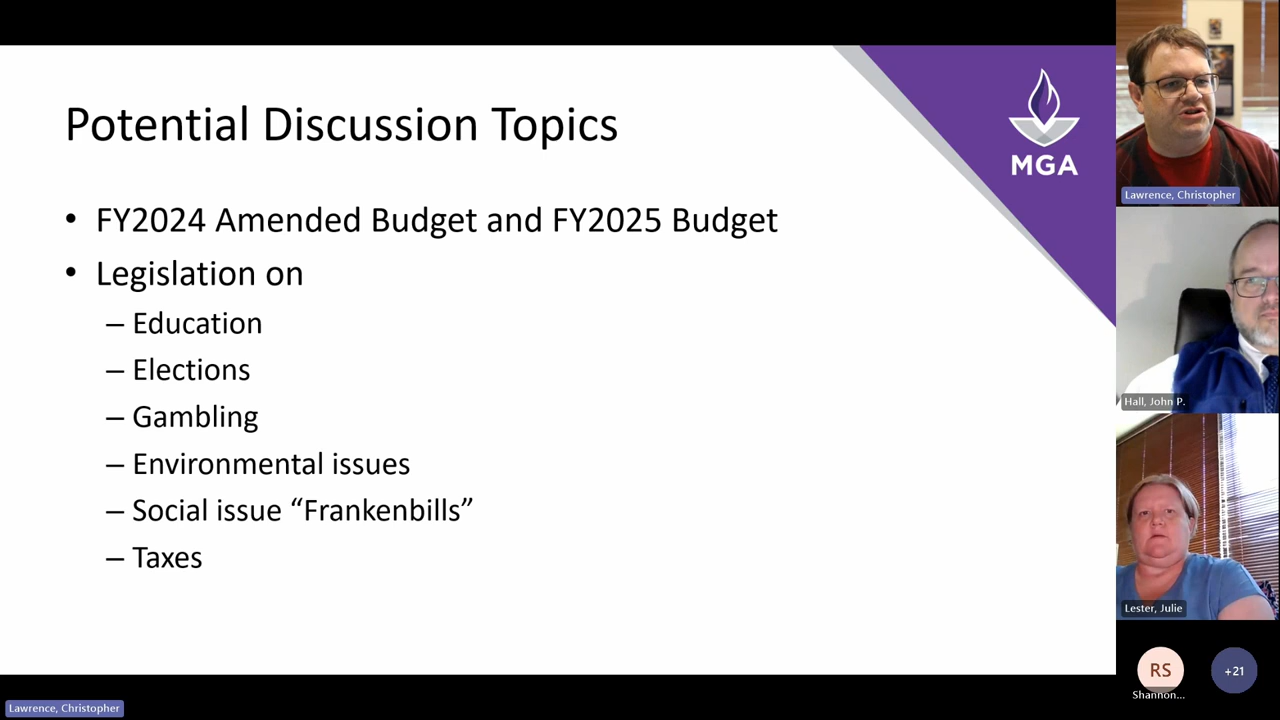 Potential Discussion Topics
MGA
• FY2024 Amended Budget and FY2025 Budget
• Legislation on
– Education
– Elections
– Gambling
– Environmental issues
– Social issue “Frankenbills”
– Taxes
Lawrence, Christopher
Hall, John P.
Lester, Julie
RS
Shannon...
+21
Lawrence, Christopher